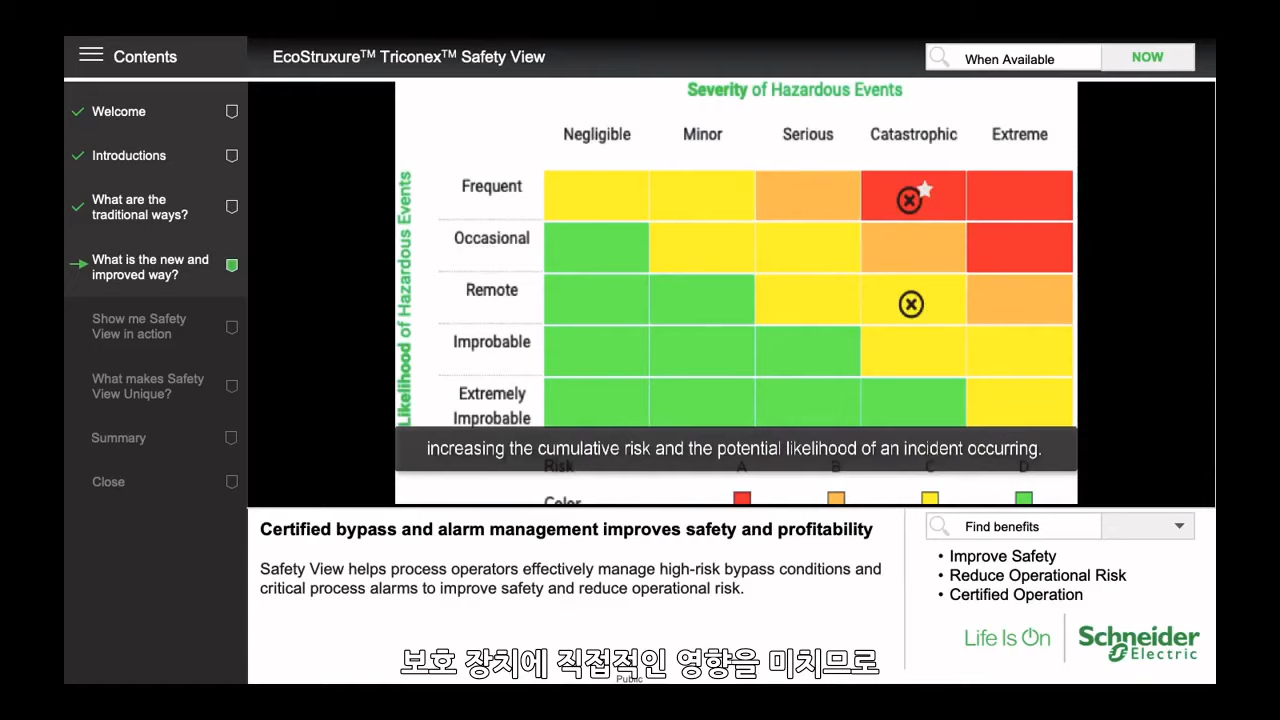 Contents
EcoStruxure™ Triconex™ Safety View
When Available
NOW
Welcome
Introductions
What are the
traditional ways?
What is the new and
improved way?
Show me Safety
View in action
What makes Safety
View Unique?
Summary
Close
Severity of Hazardous Events
Negligible
Minor
Serious
Catastrophic
Extreme
Likelihood of Hazardous Events
Frequent
Occasional
Remote
Improbable
Extremely
Improbable
increasing the cumulative risk and the potential likelihood of an incident occurring.
Risk
A
B
C
D
Color
Certified bypass and alarm management improves safety and profitability
Safety View helps process operators effectively manage high-risk bypass conditions and
critical process alarms to improve safety and reduce operational risk.
Find benefits
• Improve Safety
• Reduce Operational Risk
• Certified Operation
Life Is On
Schneider
Electric
보호 장치에 직접적인 영향을 미치므로
Public